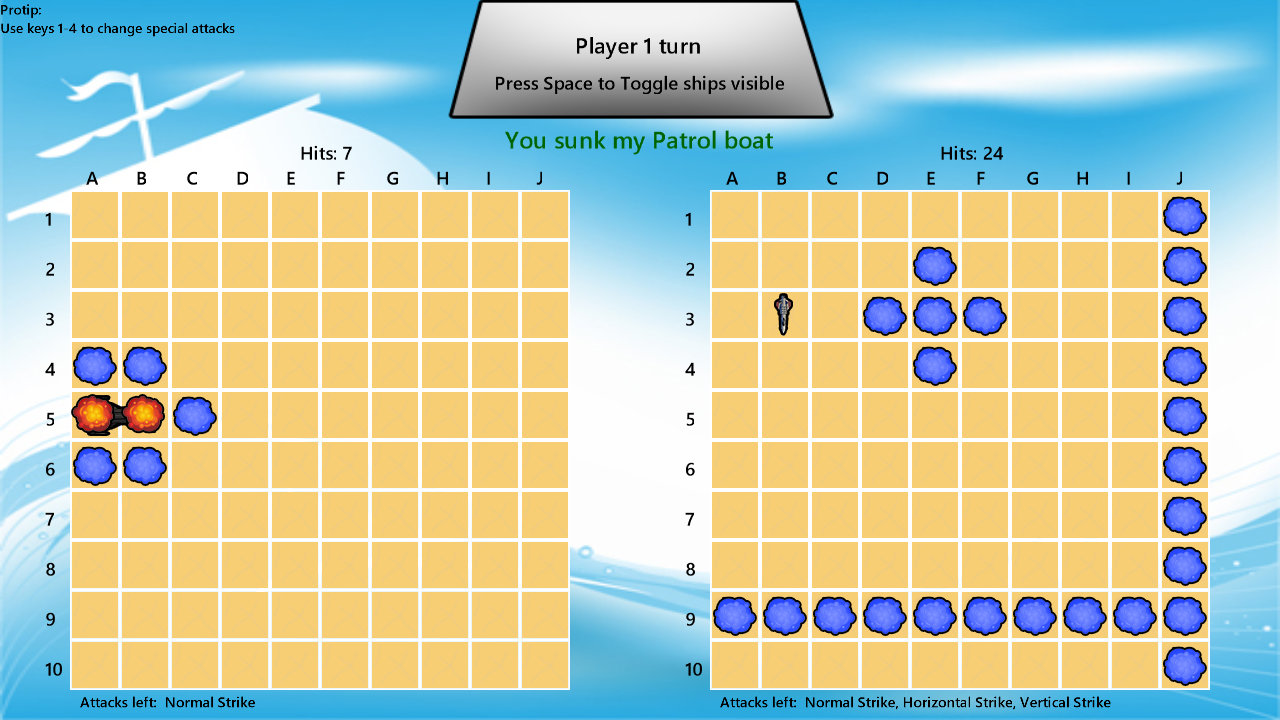 Protip:
Use keys 1-4 to change special attacks
Player 1 turn
Press Space to Toggle ships visible
You sunk my Patrol boat
Hits: 7
A B C D E F G H I J
1
2
3
4
5
6
7
8
9
10
Attacks left: Normal Strike
Hits: 24
A B C D E F G H I J
1
2
3
4
5
6
7
8
9
10
Attacks left: Normal Strike, Horizontal Strike, Vertical Strike